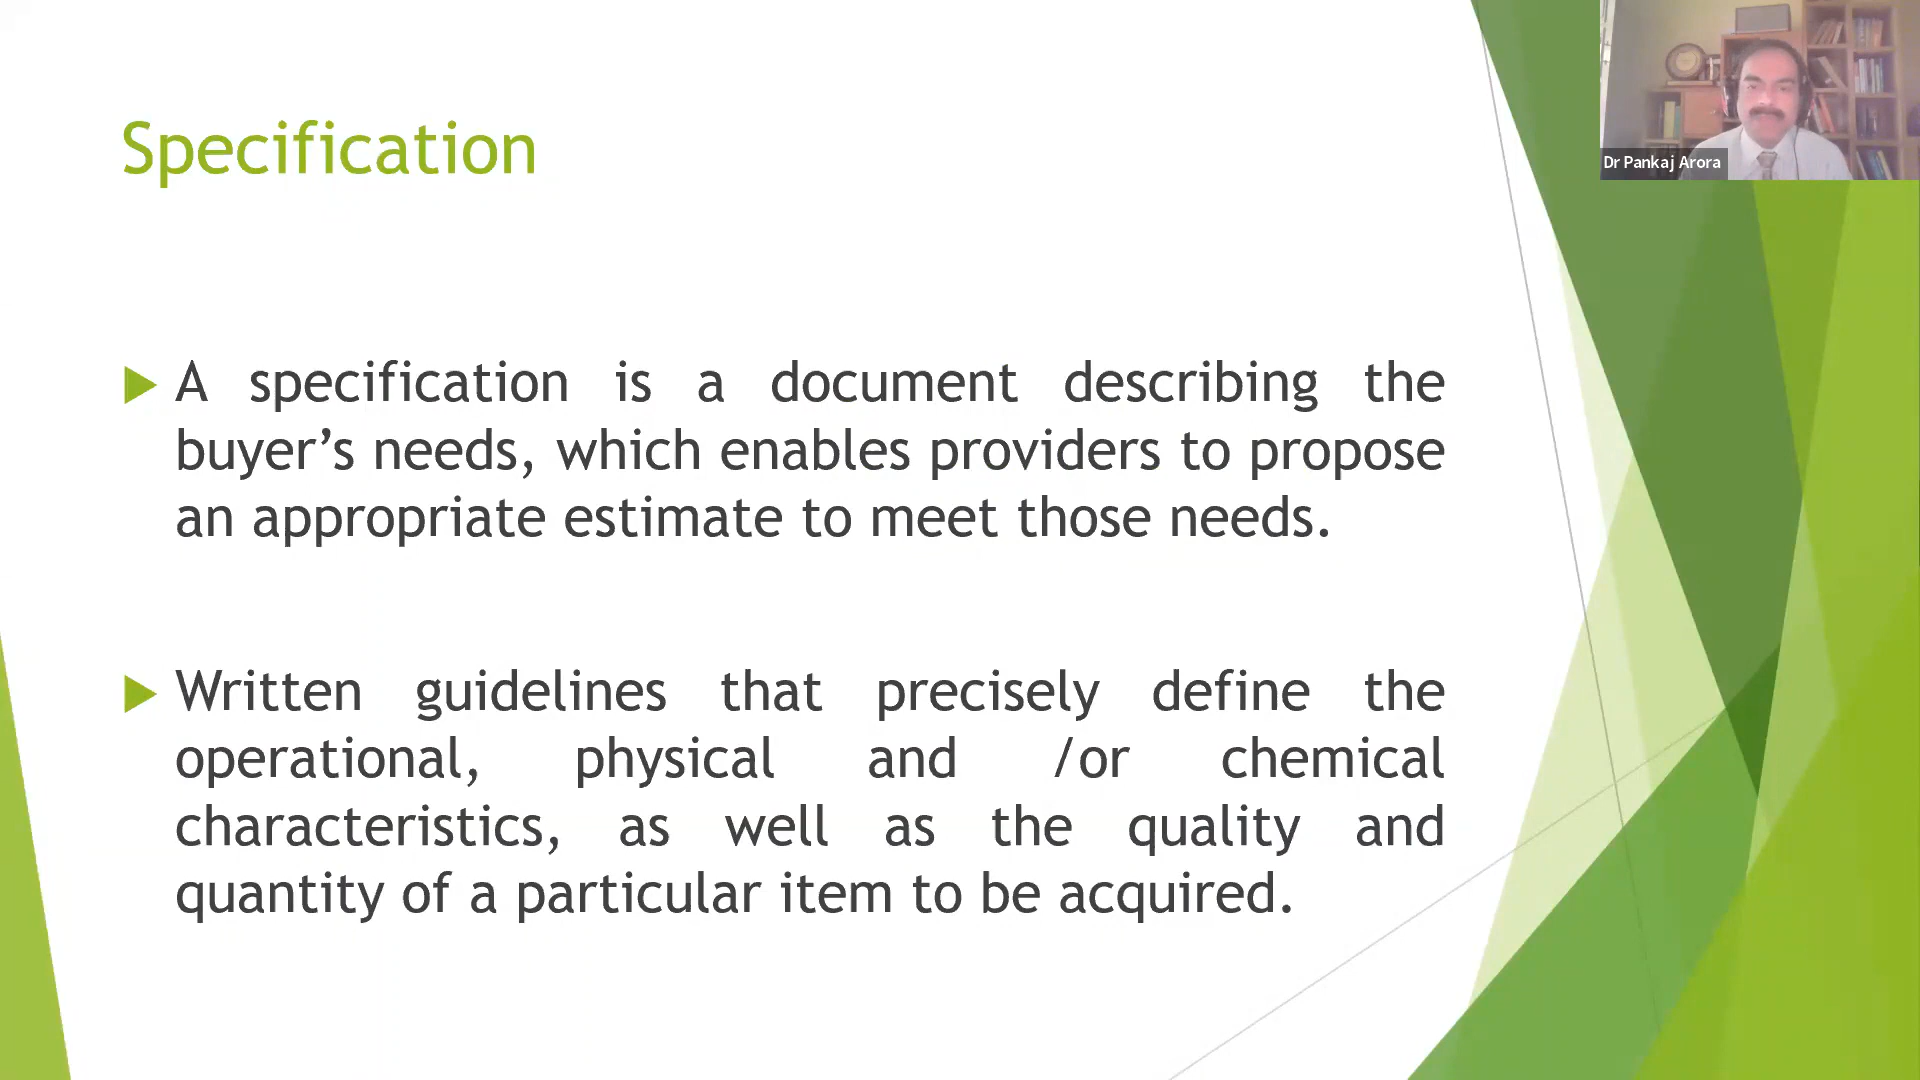 Specification
Dr Pankaj Arora
A specification is a document describing the
buyer’s needs, which enables providers to propose
an appropriate estimate to meet those needs.
Written guidelines that precisely define the
operational, physical and /or chemical
characteristics, as well as the quality and
quantity of a particular item to be acquired.